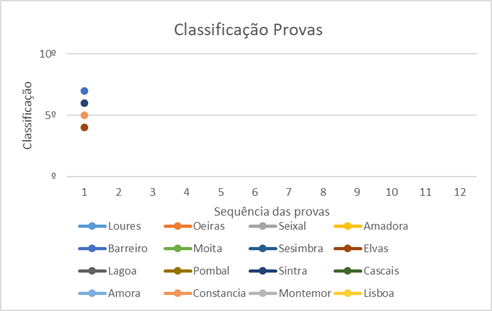 Classificação Provas
10º
5º
º
Classificação
1 2 3 4 5 6 7 8 9 10 11 12
Sequência das provas
Loures Oeiras Seixal Amadora
Barreiro Moita Sesimbra Elvas
Lagoa Pombal Sintra Cascais
Amora Constancia Montemor Lisboa